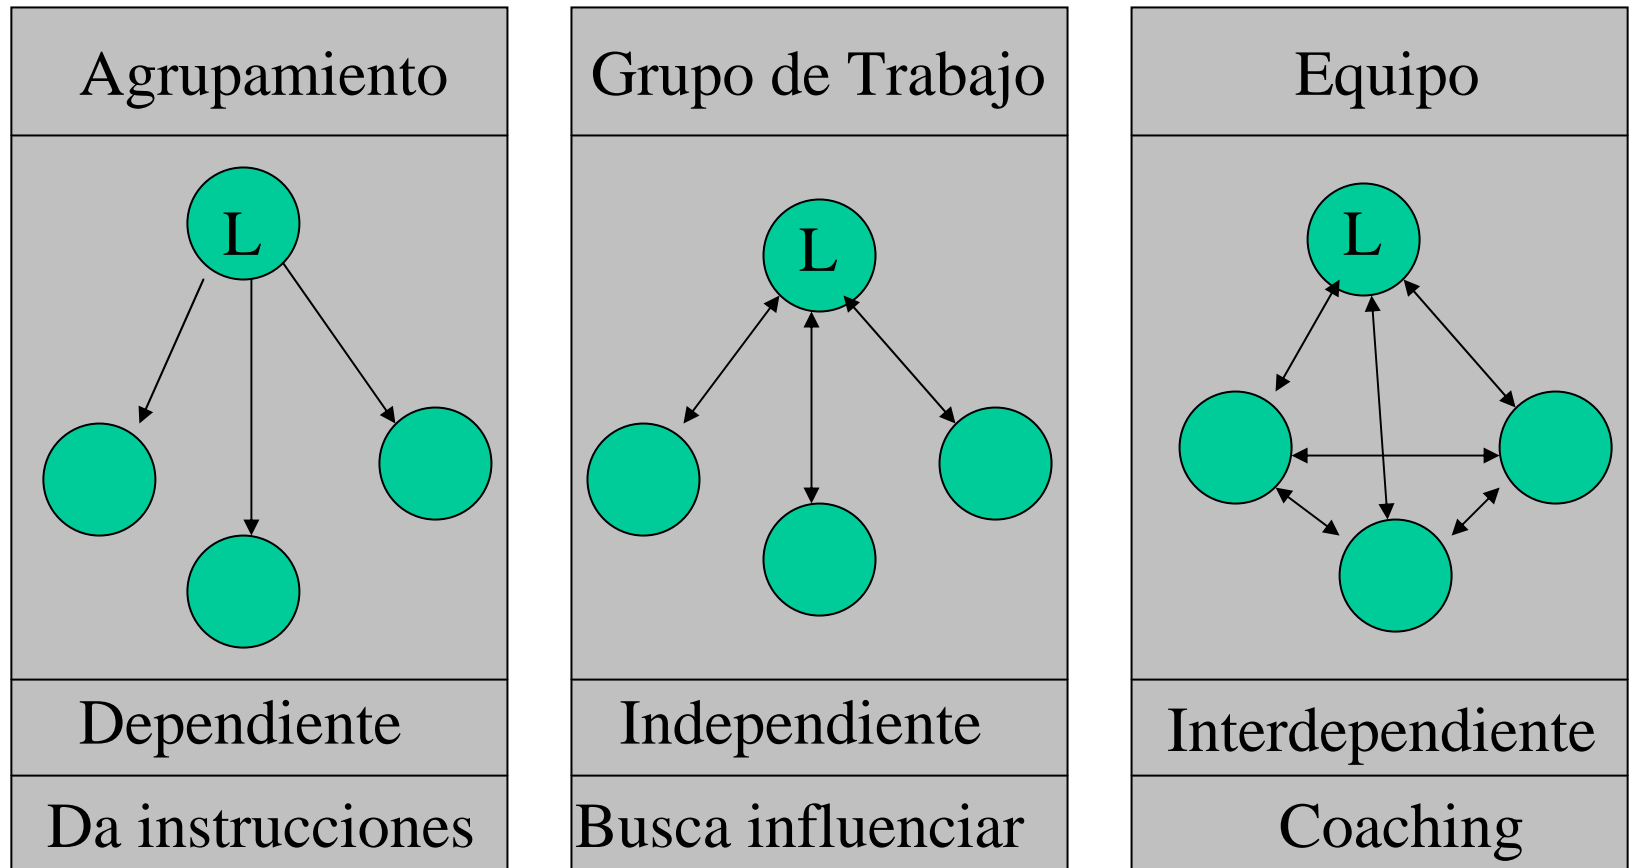 Agrupamiento
L
Dependiente
Da instrucciones
Grupo de Trabajo
L
Independiente
Busca influenciar
Equipo
L
Interdependiente
Coaching